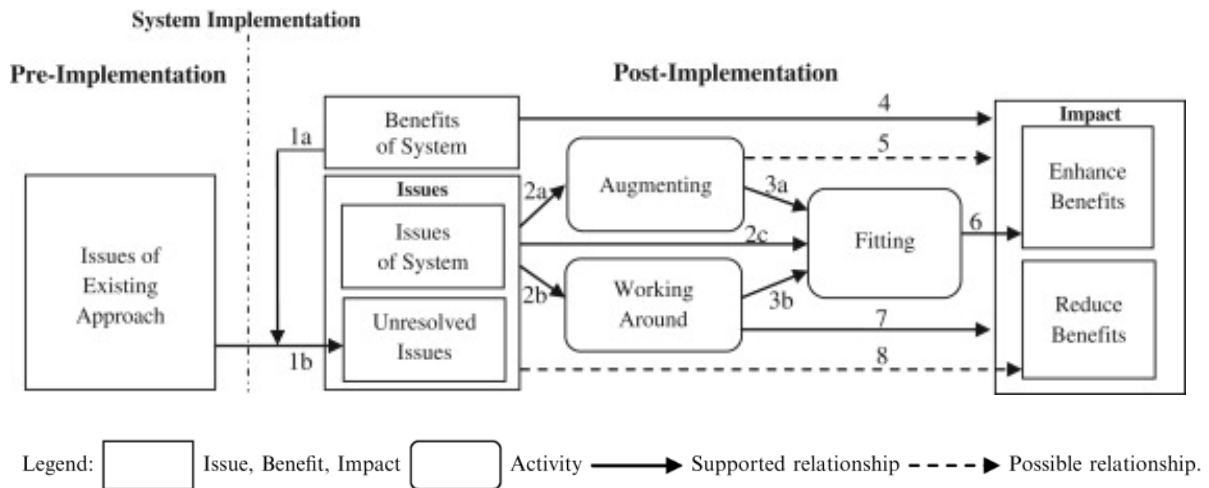 System Implementation
Pre-Implementation
Post-Implementation
1a
Benefits
of System
4
Impact
5
Enhance
Benefits
Issues
Issues
of System
2a
Augmenting
3a
2c
Fitting
6
Issues of
Existing
Approach
2b
Working
Around
3b
7
Reduce
Benefits
1b
Unresolved
Issues
8
Legend:
Issue, Benefit, Impact
Activity
Supported relationship
Possible relationship.